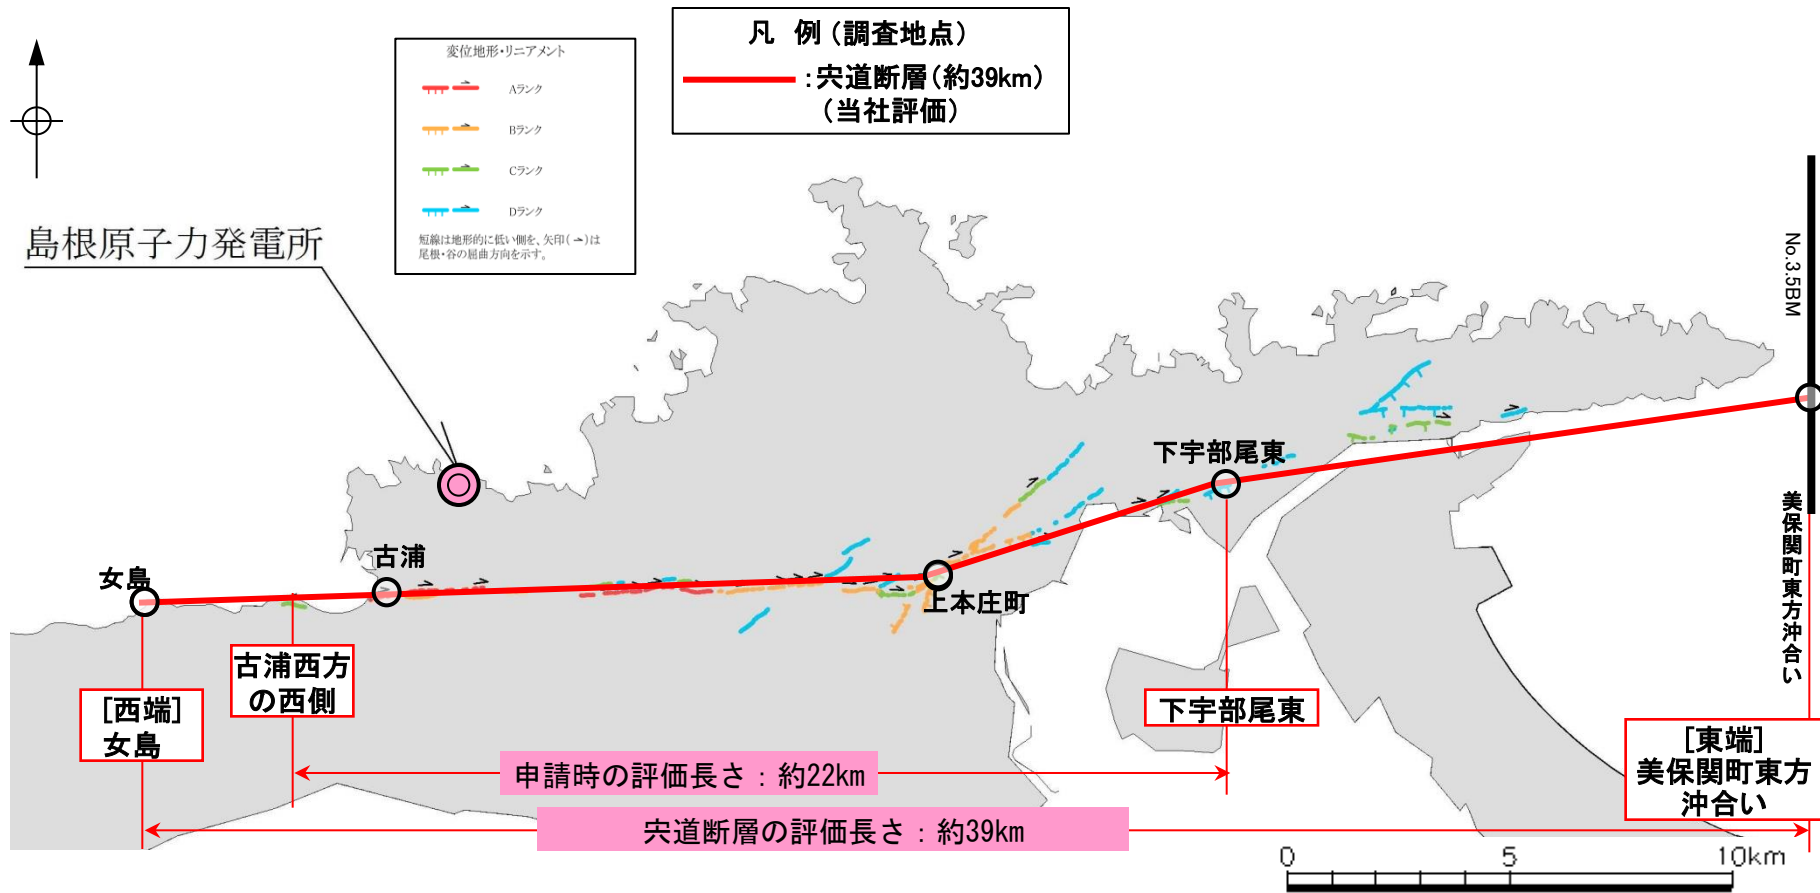 凡 例(調査地点)
:宍道断層(約39km)
(当社評価)
変位地形・リニアメント
Aランク
Bランク
Cランク
Dランク
短線は地形的に低い側を、矢印(→)は
尾根・谷の屈曲方向を示す。
島根原子力発電所
No.3.5BM
下宇部尾東
古浦
女島
上本庄町
美保関町東方沖合い
古浦西方
の西側
[西端]
女島
下宇部尾東
[東端]
美保関町東方
沖合い
申請時の評価長さ:約22km
宍道断層の評価長さ:約39km
0 5 10km